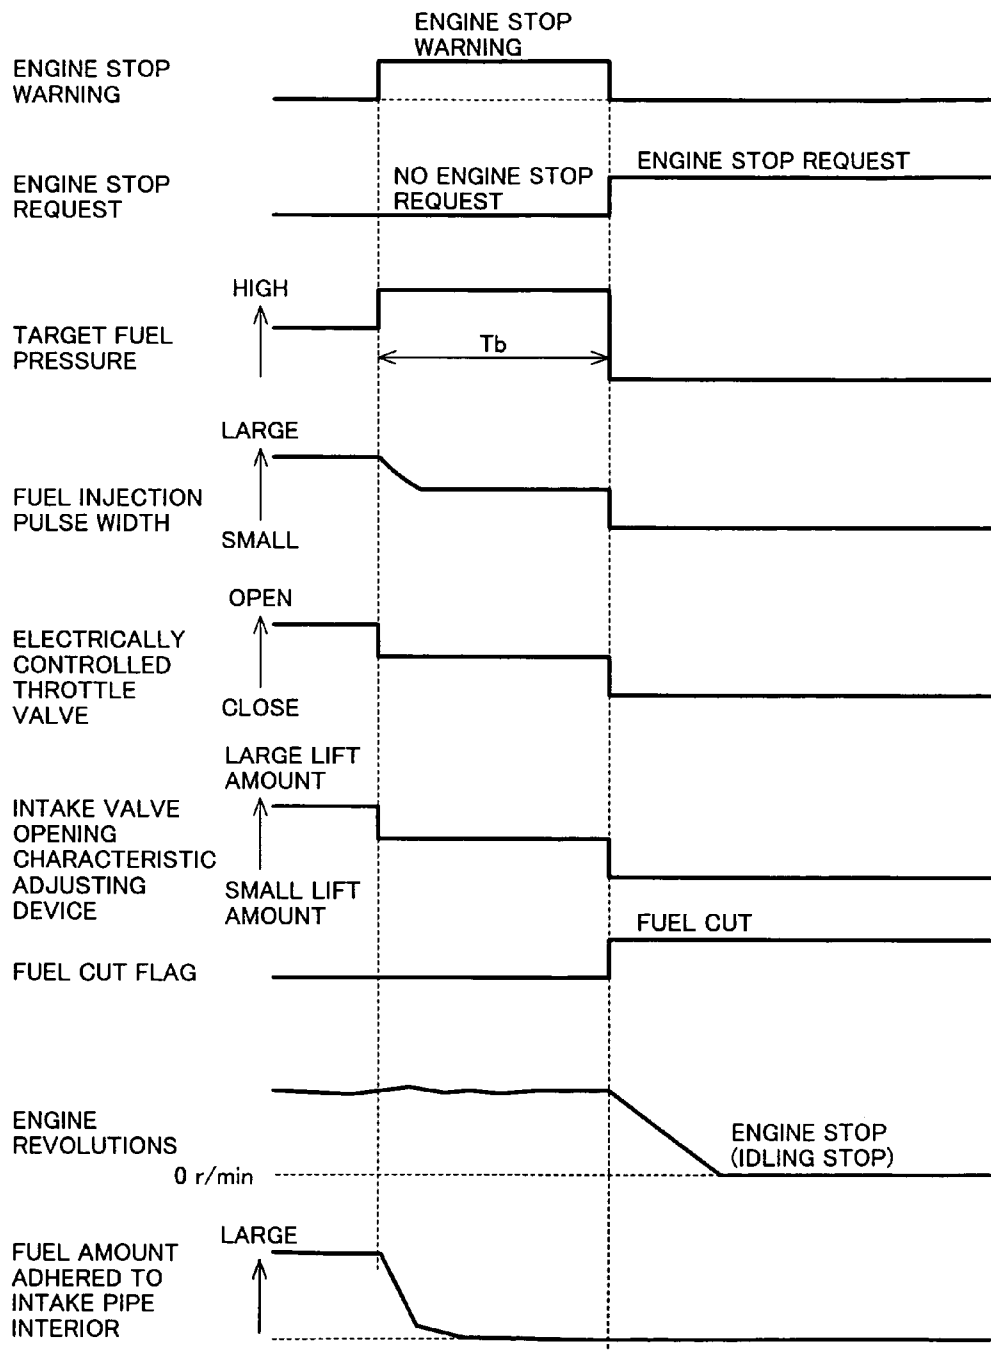 ENGINE STOP
WARNING
ENGINE STOP
WARNING
ENGINE STOP REQUEST
NO ENGINE STOP
REQUEST
ENGINE STOP
REQUEST
HIGH
TARGET FUEL
PRESSURE
Tb
LARGE
FUEL INJECTION
PULSE WIDTH
SMALL
OPEN
ELECTRICALLY
CONTROLLED
THROTTLE
VALVE
CLOSE
LARGE LIFT
AMOUNT
INTAKE VALVE
OPENING
CHARACTERISTIC
ADJUSTING
DEVICE
SMALL LIFT
AMOUNT
FUEL CUT
FUEL CUT FLAG
ENGINE
REVOLUTIONS
ENGINE STOP
(IDLING STOP)
0 r/min
LARGE
FUEL AMOUNT
ADHERED TO
INTAKE PIPE
INTERIOR